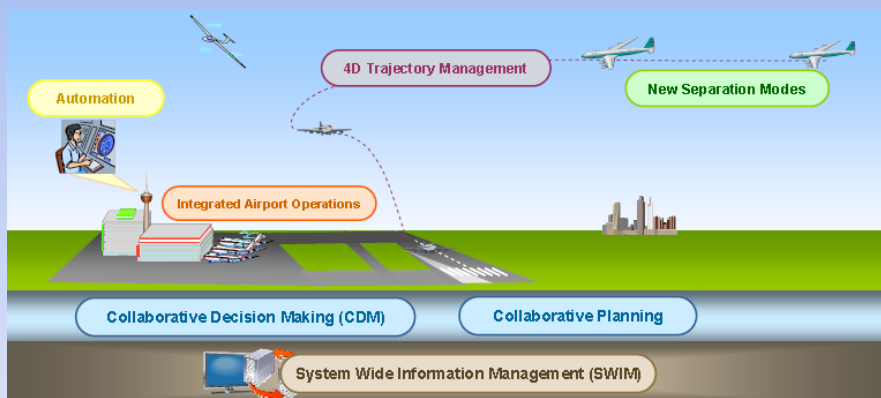 4D Trajectory Management
New Separation Modes
Automation
Integrated Airport Operations
Collaborative Decision Making (CDM)
Collaborative Planning
System Wide Information Management (SWIM)